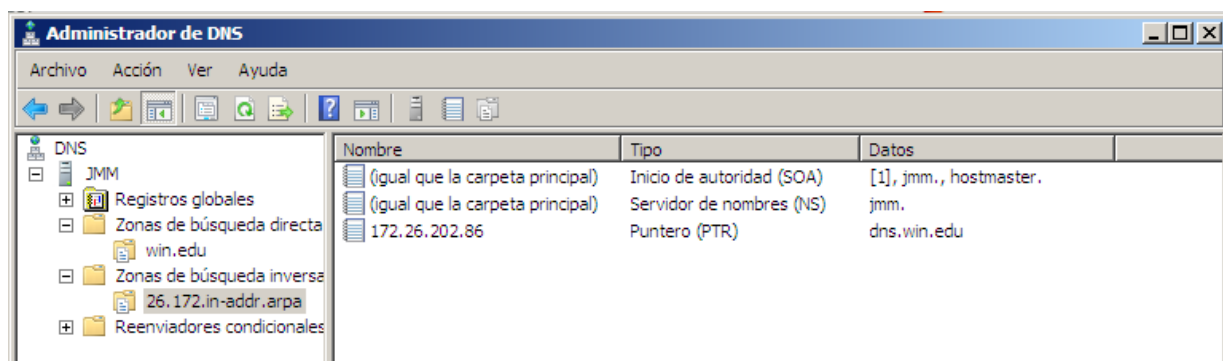 Administrador de DNS
Archivo Acción Ver Ayuda
DNS
JMM
Registros globales
Zonas de búsqueda directa
win.edu
Zonas de búsqueda inversa
26.172.in-addr.arpa
Reenviadores condicionales
Nombre Tipo Datos
(igual que la carpeta principal) Inicio de autoridad (SOA) [1], jmm., hostmaster.
(igual que la carpeta principal) Servidor de nombres (NS) jmm.
172.26.202.86 Puntero (PTR) dns.win.edu